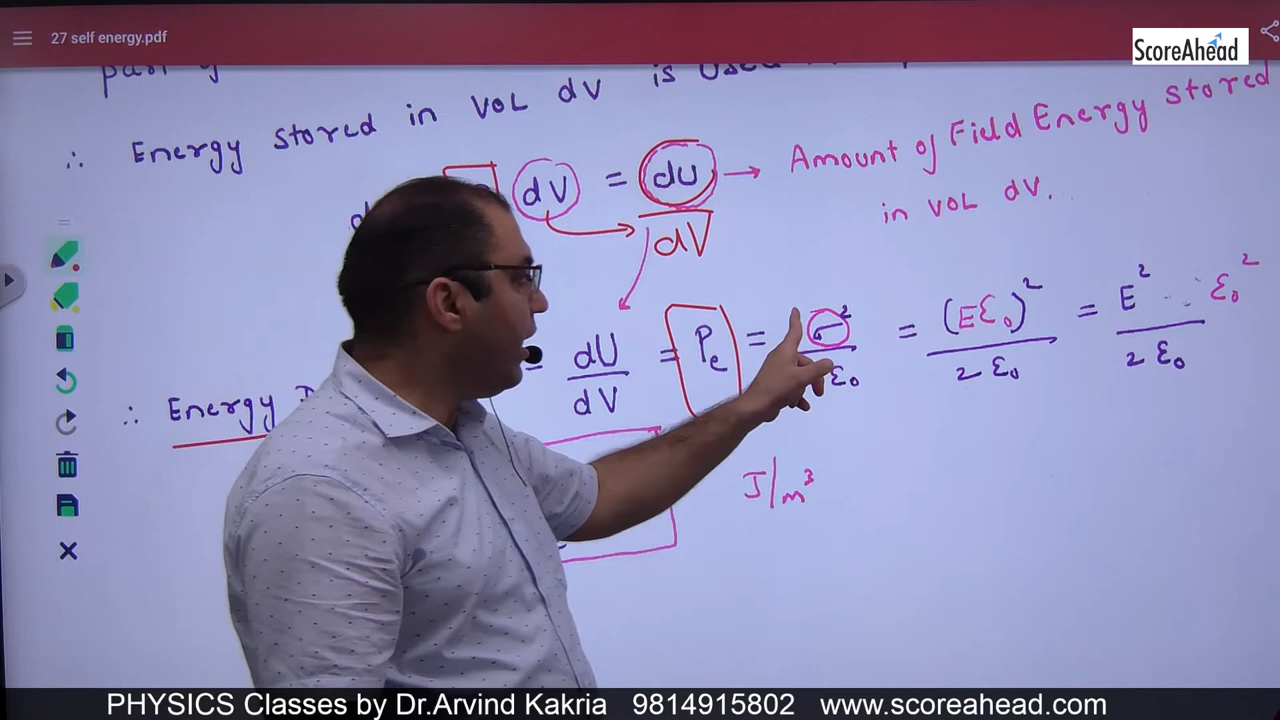 27 self energy.pdf
ScoreAhead
∴ Energy stored in VOL dV is used
dV = dU → Amount of Field Energy stored
dV
in VOL dV.
∴ Energy
= dU/dV = Pe = σ²/2ε₀ = (Eε₀)²/2ε₀ = E² ε₀²/2ε₀
J/m³
PHYSICS Classes by Dr.Arvind Kakria 9814915802 www.scoreahead.com